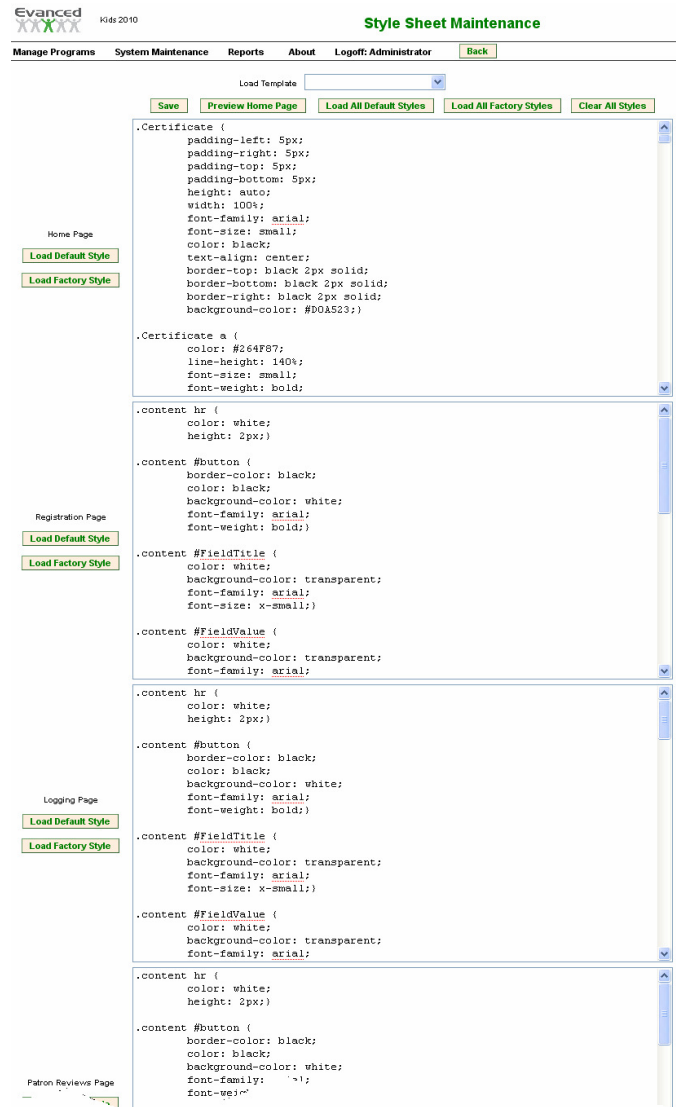 Evanced
Kids 2010
Style Sheet Maintenance
Manage Programs System Maintenance Reports About Logoff: Administrator Back
Load Template
Save Preview Home Page Load All Default Styles Load All Factory Styles Clear All Styles
Home Page
Load Default Style
Load Factory Style
.Certificate {
padding-left: 5px;
padding-right: 5px;
padding-top: 5px;
padding-bottom: 5px;
height: auto;
width: 100%;
font-family: arial;
font-size: small;
color: black;
text-align: center;
border-top: black 2px solid;
border-bottom: black 2px solid;
border-right: black 2px solid;
background-color: #D0A523;}
.Certificate a {
color: #264F87;
line-height: 140%;
font-size: small;
font-weight: bold;
Registration Page
Load Default Style
Load Factory Style
.content hr {
color: white;
height: 2px;}
.content #button {
border-color: black;
color: black;
background-color: white;
font-family: arial;
font-weight: bold;}
.content #FieldTitle {
color: white;
background-color: transparent;
font-family: arial;
font-size: x-small;}
.content #FieldValue {
color: white;
background-color: transparent;
font-family: arial;
Logging Page
Load Default Style
Load Factory Style
.content hr {
color: white;
height: 2px;}
.content #button {
border-color: black;
color: black;
background-color: white;
font-family: arial;
font-weight: bold;}
.content #FieldTitle {
color: white;
background-color: transparent;
font-family: arial;
font-size: x-small;}
.content #FieldValue {
color: white;
background-color: transparent;
font-family: arial;
Patron Reviews Page
.content hr {
color: white;
height: 2px;}
.content #button {
border-color: black;
color: black;
background-color: white;
font-family: